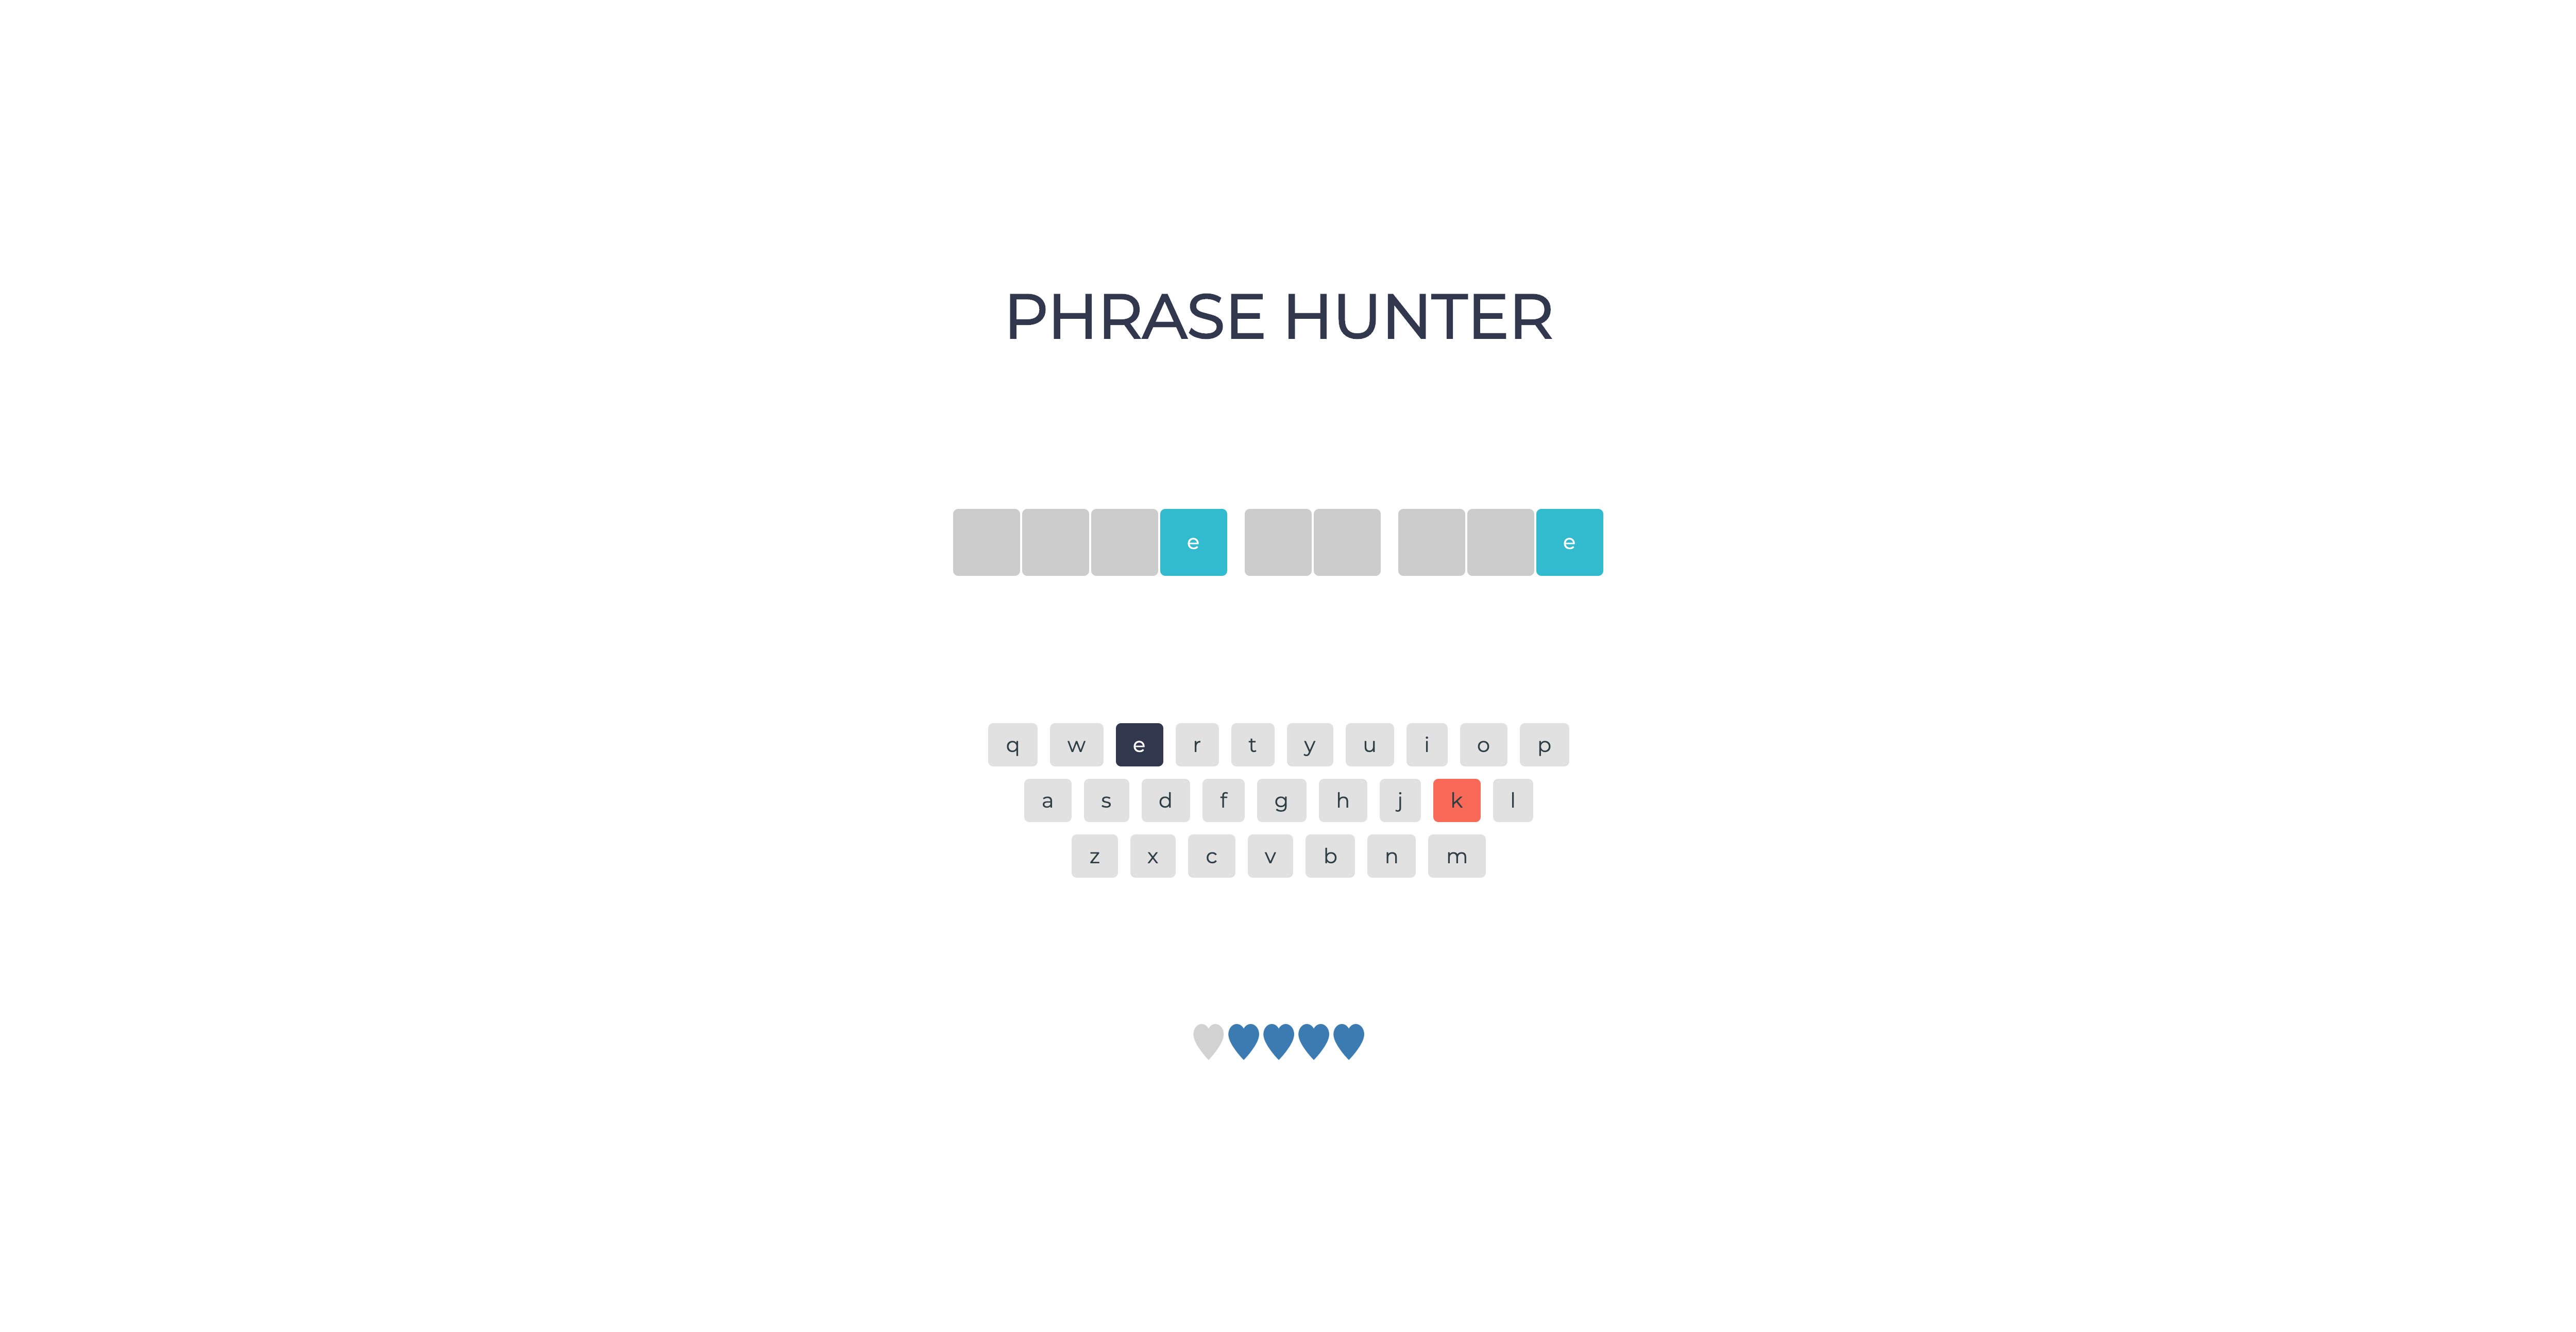 PHRASE HUNTER
e e
q w e r t y u i o p
a s d f g h j k l
z x c v b n m